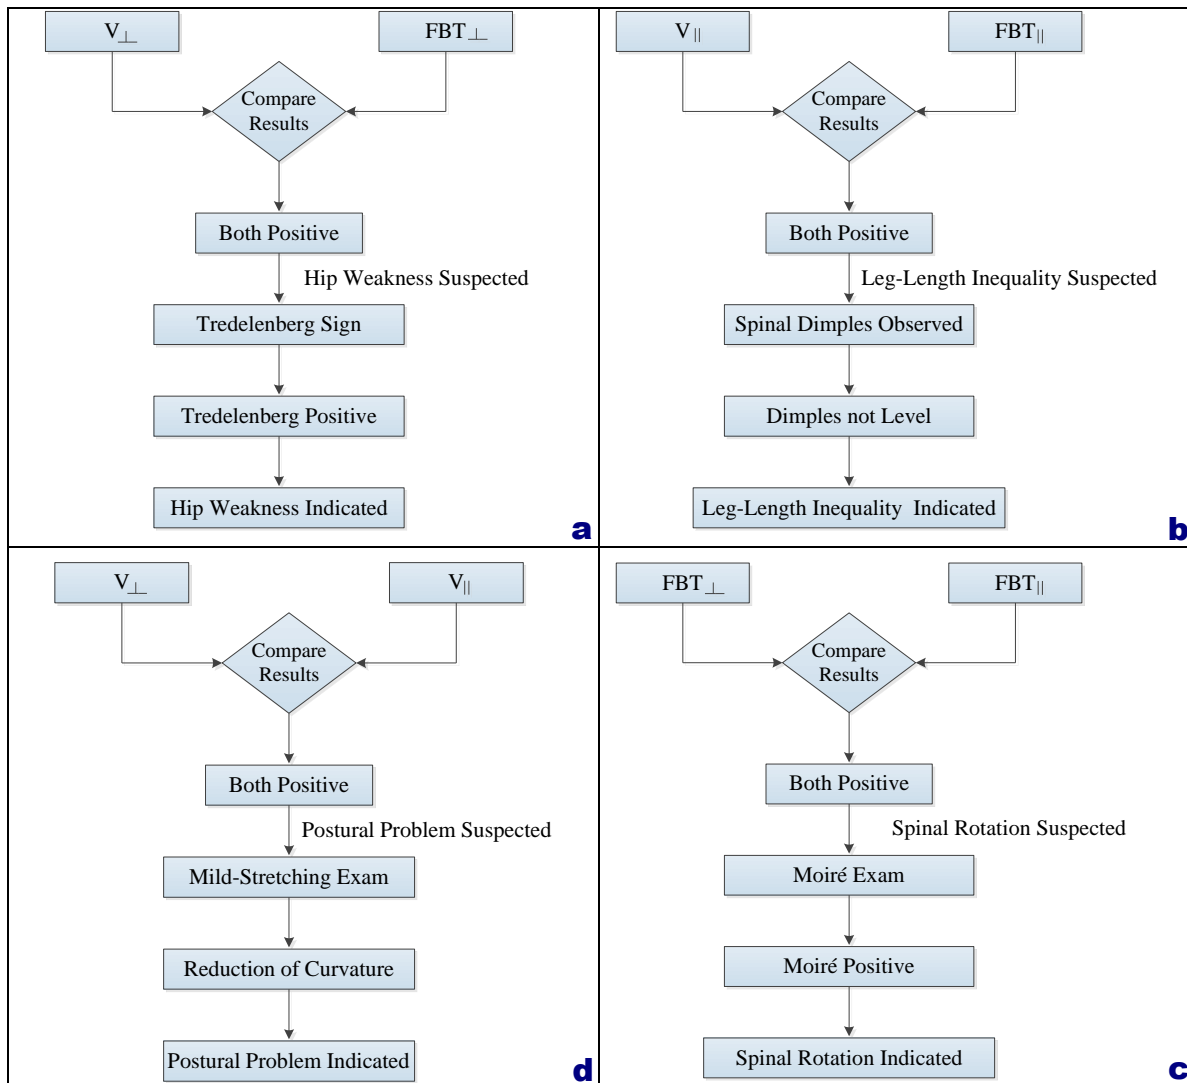 V⊥
FBT⊥
Compare
Results
Both Positive
Hip Weakness Suspected
Tredelenberg Sign
Tredelenberg Positive
Hip Weakness Indicated
a
V||
FBT||
Compare
Results
Both Positive
Leg-Length Inequality Suspected
Spinal Dimples Observed
Dimples not Level
Leg-Length Inequality Indicated
b
V⊥
V||
Compare
Results
Both Positive
Postural Problem Suspected
Mild-Stretching Exam
Reduction of Curvature
Postural Problem Indicated
d
FBT⊥
FBT||
Compare
Results
Both Positive
Spinal Rotation Suspected
Moiré Exam
Moiré Positive
Spinal Rotation Indicated
c